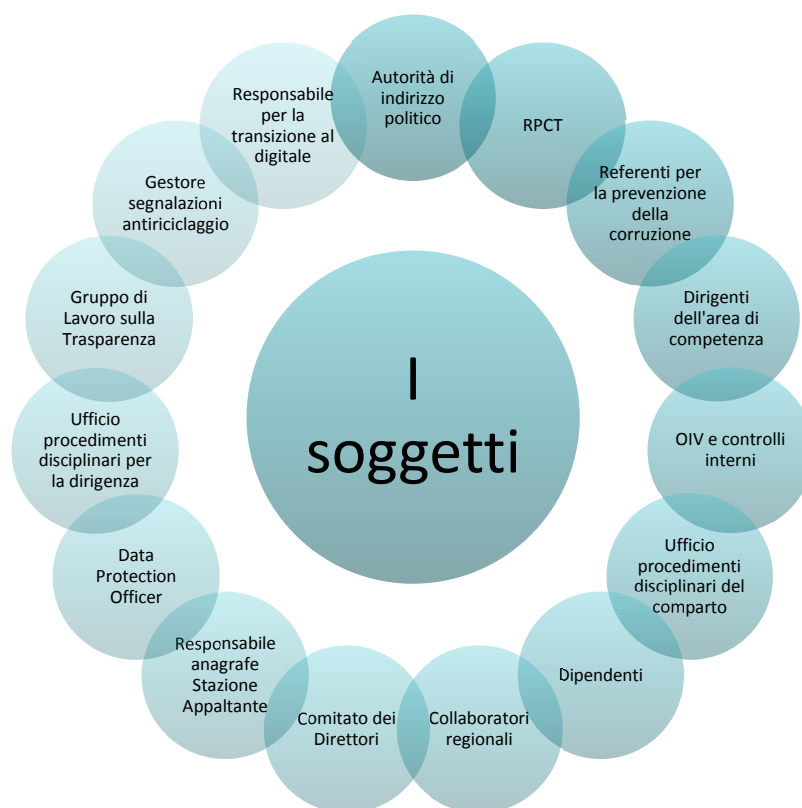 Autorità di
indirizzo
politico
RPCT
Referenti per
la prevenzione
della
corruzione
Dirigenti
dell'area di
competenza
OIV e controlli
interni
Ufficio
procedimenti
disciplinari del
comparto
Dipendenti
Collaboratori
regionali
Comitato dei
Direttori
Responsabile
anagrafe
Stazione
Appaltante
Data
Protection
Officer
Ufficio
procedimenti
disciplinari per
la dirigenza
Gruppo di
Lavoro sulla
Trasparenza
Gestore
segnalazioni
antiriciclaggio
Responsabile
per la
transizione al
digitale
I
soggetti